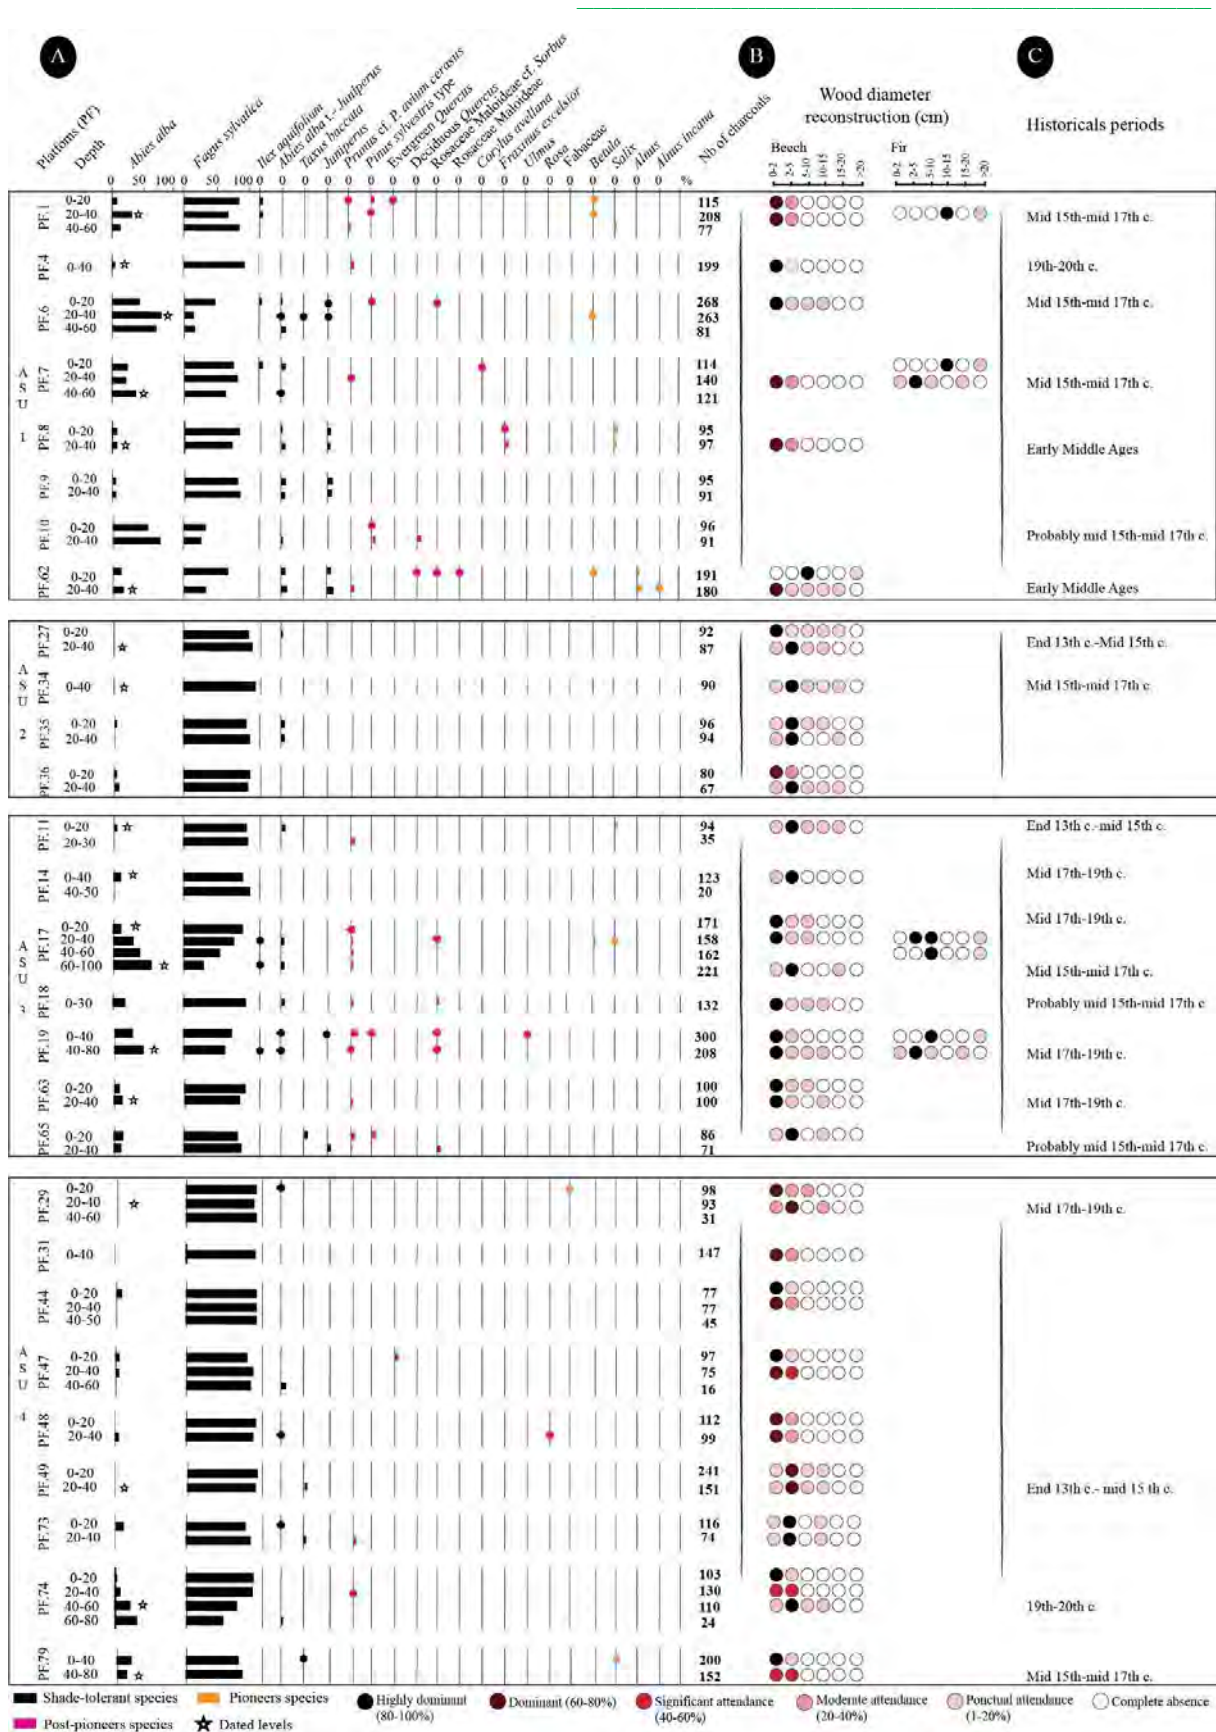 A
B
C
Platforms (PF)
Depth
Abies alba
Fagus sylvatica
Ilex aquifolium
Abies alba t.- Juniperus
Taxus baccata
Juniperus
Prunus cf. P. avium cerasus
Pinus sylvestris type
Evergreen Quercus
Deciduous Quercus
Rosaceae Maloideae cf. Sorbus
Rosaceae Maloideae
Corylus avellana
Fraxinus excelsior
Ulmus
Rosa
Fabaceae
Betula
Salix
Alnus
Alnus incana
Nb of charcoals
Wood diameter
reconstruction (cm)
Historicals periods
Beech
Fir
0-2 2-5 5-10 10-15 15-20 >20
0-2 2-5 5-10 10-15 15-20 >20
0 50 100 0 50 100 0 0 0 0 0 0 0 0 0 0 0 0 0 0 0 0 0 0 0 %
ASU 1
PF.1
0-20 115
20-40 208 Mid 15th-mid 17th c.
40-60 77
PF.4
0-40 199 19th-20th c.
PF.6
0-20 268 Mid 15th-mid 17th c.
20-40 263
40-60 81
PF.7
0-20 114
20-40 140 Mid 15th-mid 17th c.
40-60 121
PF.8
0-20 95
20-40 97 Early Middle Ages
PF.9
0-20 95
20-40 91
PF.10
0-20 96
20-40 91 Probably mid 15th-mid 17th c.
PF.62
0-20 191
20-40 180 Early Middle Ages
ASU 2
PF.27
0-20 92 End 13th c.-Mid 15th c.
20-40 87
PF.34
0-40 90 Mid 15th-mid 17th c.
PF.35
0-20 96
20-40 94
PF.36
0-20 80
20-40 67
ASU 3
PF.11
0-20 94 End 13th c.-mid 15th c.
20-30 35
PF.14
0-40 123 Mid 17th-19th c.
40-50 20
PF.17
0-20 171 Mid 17th-19th c.
20-40 158
40-60 162
60-100 221 Mid 15th-mid 17th c.
PF.18
0-30 132 Probably mid 15th-mid 17th c
PF.19
0-40 300
40-80 208 Mid 17th-19th c.
PF.63
0-20 100
20-40 100 Mid 17th-19th c.
PF.65
0-20 86
20-40 71 Probably mid 15th-mid 17th c.
ASU 4
PF.29
0-20 98
20-40 93 Mid 17th-19th c.
40-60 31
PF.31
0-40 147
PF.44
0-20 77
20-40 77
40-50 45
PF.47
0-20 97
20-40 75
40-60 16
PF.48
0-20 112
20-40 99
PF.49
0-20 241
20-40 151 End 13th c.- mid 15 th c.
PF.73
0-20 116
20-40 74
PF.74
0-20 103
20-40 130
40-60 110 19th-20th c.
60-80 24
PF.79
0-40 200
40-80 152 Mid 15th-mid 17th c.
Shade-tolerant species
Pioneers species
Highly dominant
(80-100%)
Dominant (60-80%)
Significant attendance
(40-60%)
Moderate attendance
(20-40%)
Ponctual attendance
(1-20%)
Complete absence
Post-pioneers species
Dated levels